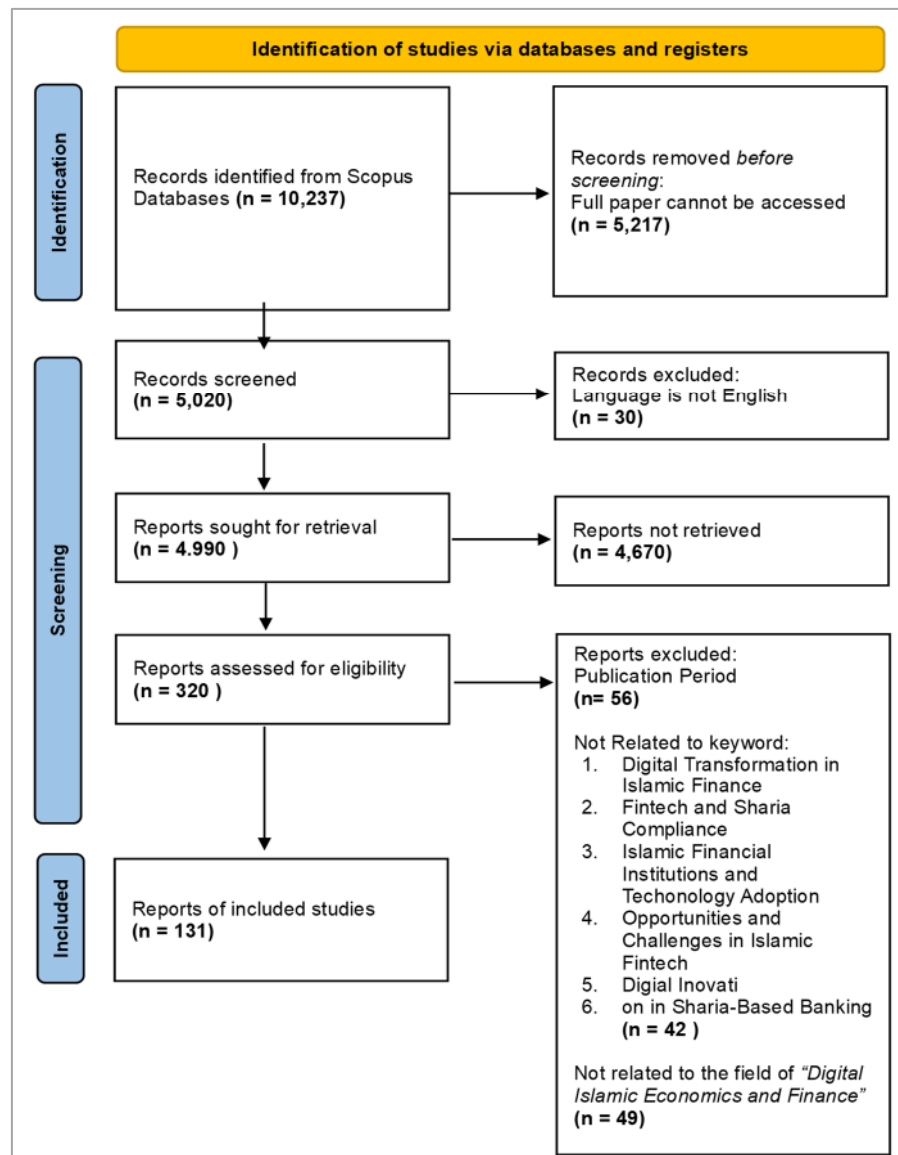 Identification of studies via databases and registers
Identification
Records identified from Scopus
Databases (n = 10,237)
Records removed before
screening:
Full paper cannot be accessed
(n = 5,217)
Screening
Records screened
(n = 5,020)
Records excluded:
Language is not English
(n = 30)
Reports sought for retrieval
(n = 4.990 )
Reports not retrieved
(n = 4,670)
Reports assessed for eligibility
(n = 320 )
Reports excluded:
Publication Period
(n= 56)
Not Related to keyword:
1. Digital Transformation in
Islamic Finance
2. Fintech and Sharia
Compliance
3. Islamic Financial
Institutions and
Techonology Adoption
4. Opportunities and
Challenges in Islamic
Fintech
5. Digial Inovati
6. on in Sharia-Based Banking
(n = 42 )
Not related to the field of “Digital
Islamic Economics and Finance”
(n = 49)
Included
Reports of included studies
(n = 131)